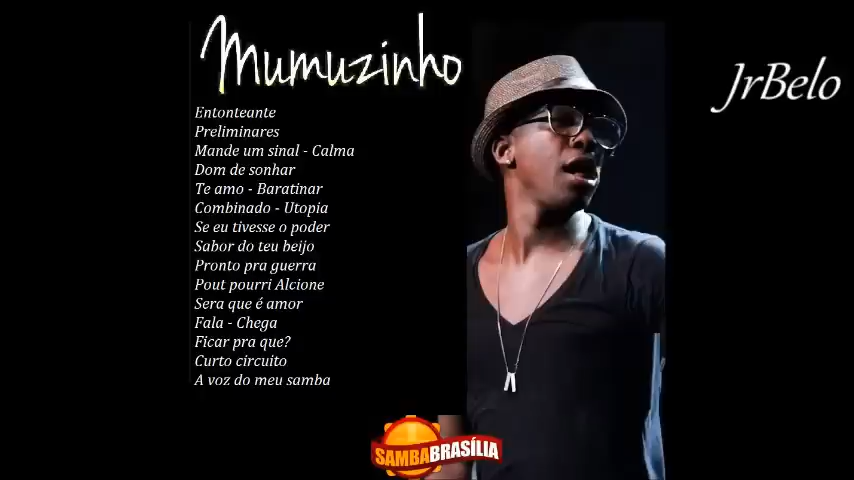 Mumuzinho
JrBelo
Entonteante
Preliminares
Mande um sinal - Calma
Dom de sonhar
Te amo - Baratinar
Combinado - Utopia
Se eu tivesse o poder
Sabor do teu beijo
Pronto pra guerra
Pout pourri Alcione
Sera que é amor
Fala - Chega
Ficar pra que?
Curto circuito
A voz do meu samba
SAMBABRASÍLIA